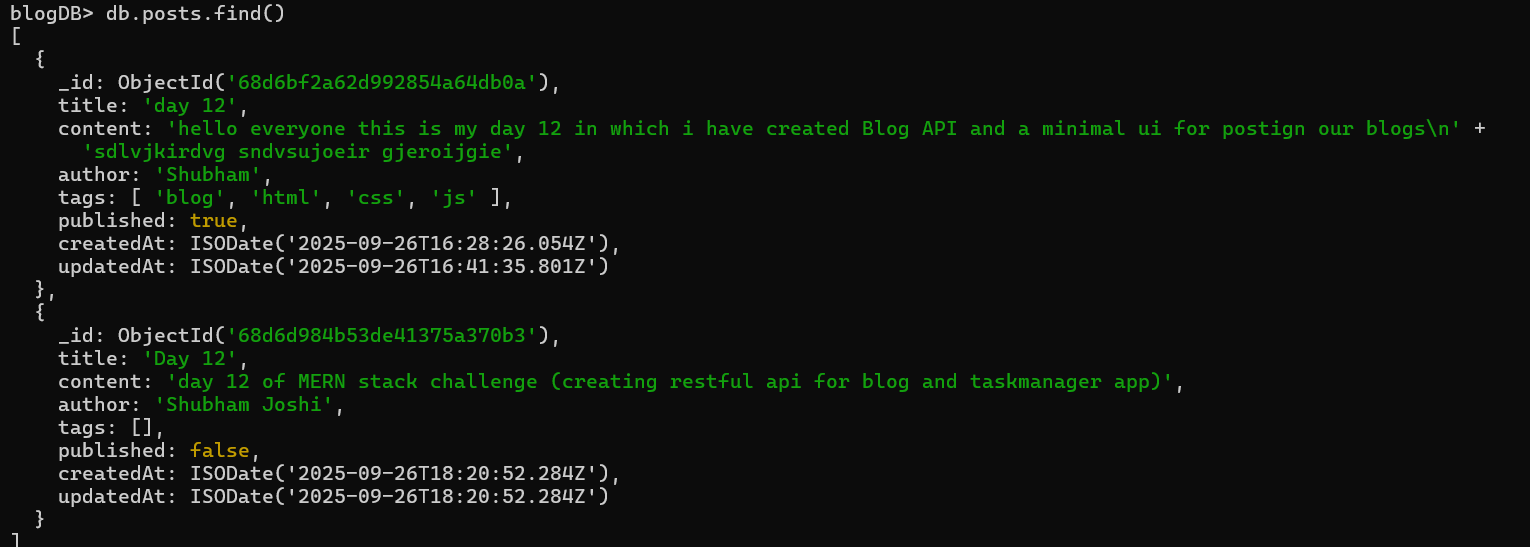 blogDB> db.posts.find()
[
  {
    _id: ObjectId('68d6bf2a62d992854a64db0a'),
    title: 'day 12',
    content: 'hello everyone this is my day 12 in which i have created Blog API and a minimal ui for postign our blogs\n' +
      'sdlvjkirdvg sndvsujoeir gjeroijgie',
    author: 'Shubham',
    tags: [ 'blog', 'html', 'css', 'js' ],
    published: true,
    createdAt: ISODate('2025-09-26T16:28:26.054Z'),
    updatedAt: ISODate('2025-09-26T16:41:35.801Z')
  },
  {
    _id: ObjectId('68d6d984b53de41375a370b3'),
    title: 'Day 12',
    content: 'day 12 of MERN stack challenge (creating restful api for blog and taskmanager app)',
    author: 'Shubham Joshi',
    tags: [],
    published: false,
    createdAt: ISODate('2025-09-26T18:20:52.284Z'),
    updatedAt: ISODate('2025-09-26T18:20:52.284Z')
  }
]